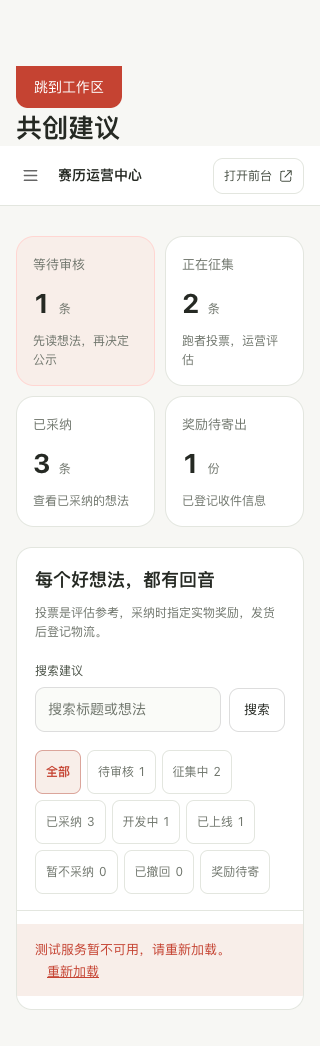 跳到工作区
共创建议
赛历运营中心
打开前台
等待审核
1 条
先读想法，再决定
公示
正在征集
2 条
跑者投票，运营评
估
已采纳
3 条
查看已采纳的想法
奖励待寄出
1 份
已登记收件信息
每个好想法，都有回音
投票是评估参考，采纳时指定实物奖励，发货
后登记物流。
搜索建议
搜索标题或想法
搜索
全部 待审核 1 征集中 2
已采纳 3 开发中 1 已上线 1
暂不采纳 0 已撤回 0 奖励待寄
测试服务暂不可用，请重新加载。
重新加载